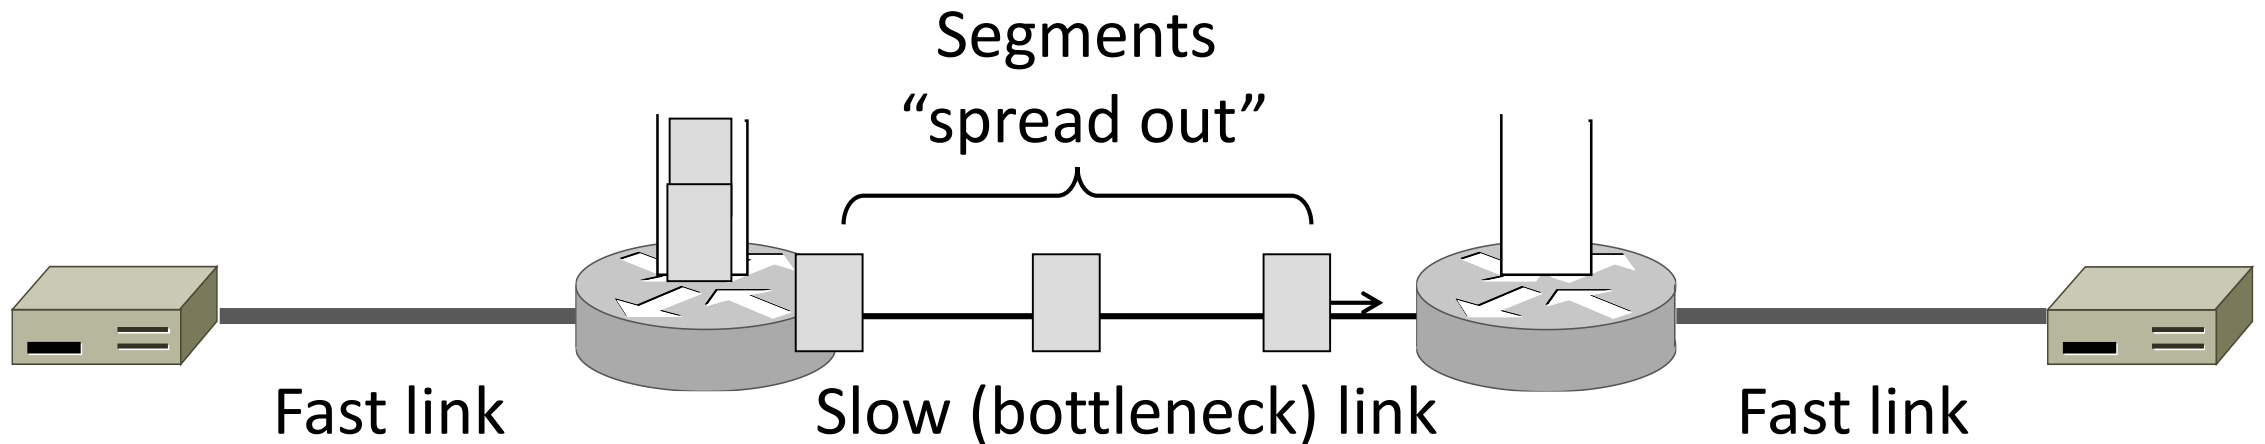 Segments
“spread out”
Fast link
Slow (bottleneck) link
Fast link